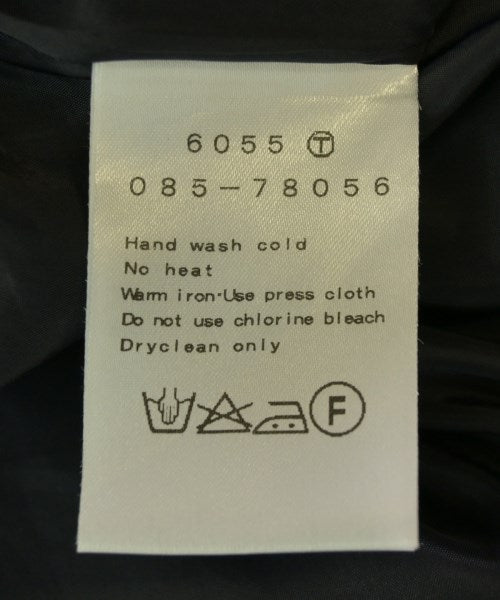 6055 Ⓣ
085-78056
Hand wash cold
No heat
Warm iron·Use press cloth
Do not use chlorine bleach
Dryclean only
F